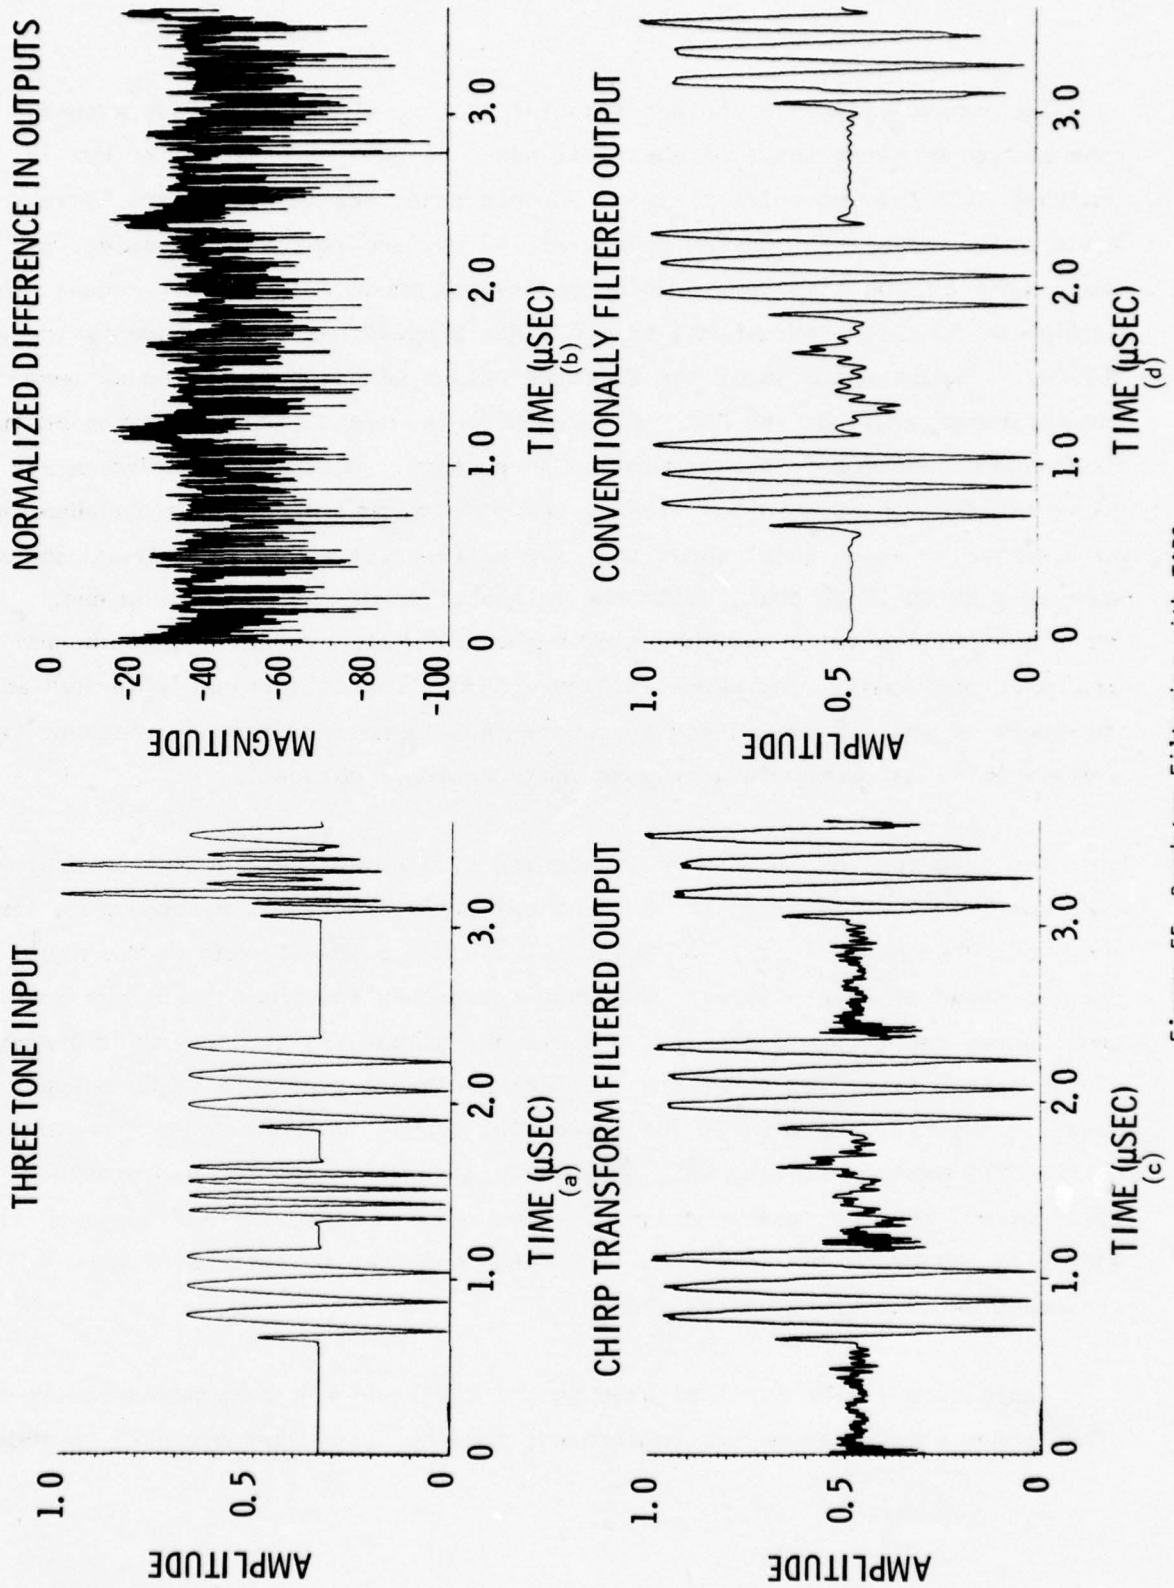 THREE TONE INPUT
AMPLITUDE
1.0
0.5
0
0
1.0
2.0
3.0
TIME (µSEC)
(a)
NORMALIZED DIFFERENCE IN OUTPUTS
MAGNITUDE
0
-20
-40
-60
-80
-100
0
1.0
2.0
3.0
TIME (µSEC)
(b)
CHIRP TRANSFORM FILTERED OUTPUT
AMPLITUDE
1.0
0.5
0
0
1.0
2.0
3.0
TIME (µSEC)
(c)
CONVENTIONALLY FILTERED OUTPUT
AMPLITUDE
1.0
0.5
0
0
1.0
2.0
3.0
TIME (µSEC)
(d)